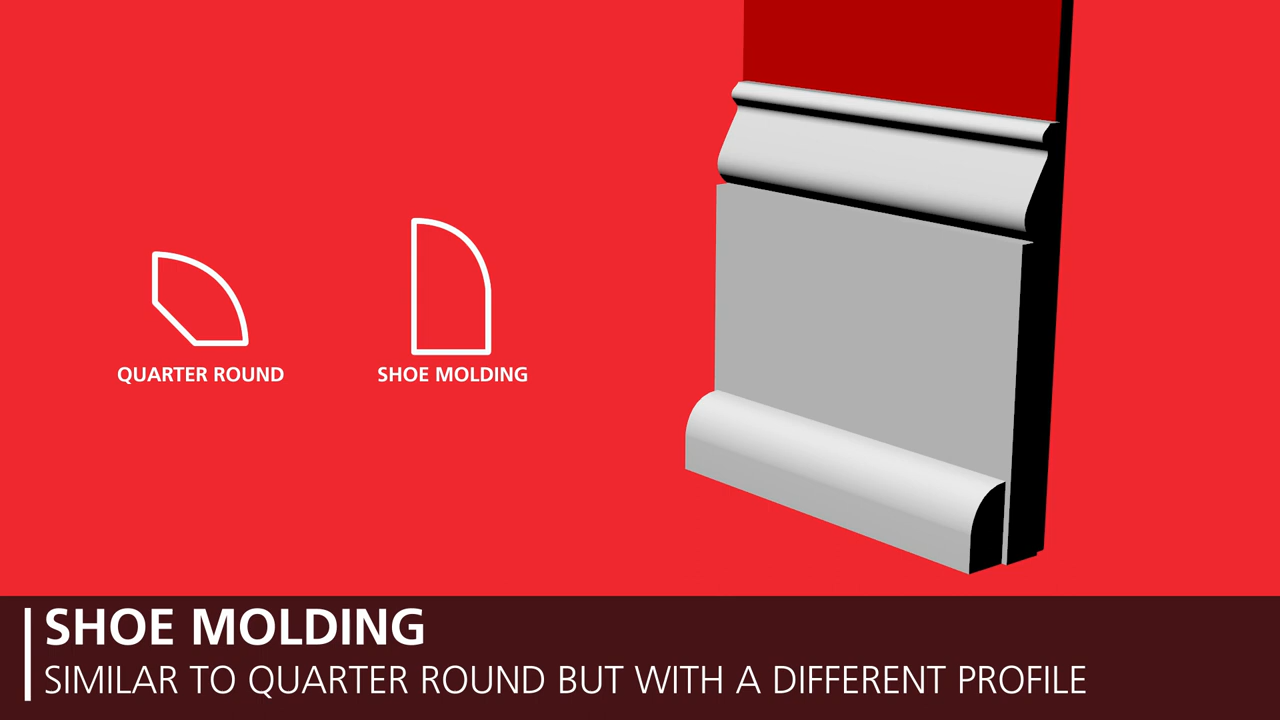 QUARTER ROUND
SHOE MOLDING
SHOE MOLDING
SIMILAR TO QUARTER ROUND BUT WITH A DIFFERENT PROFILE